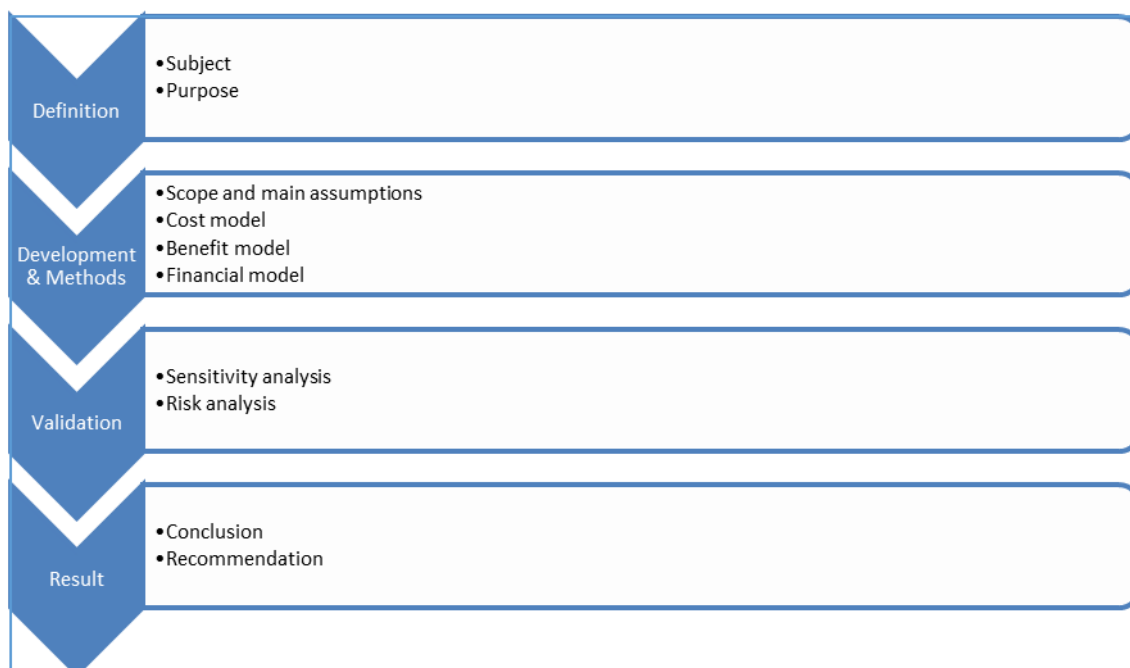 Definition
•Subject
•Purpose
Development
& Methods
•Scope and main assumptions
•Cost model
•Benefit model
•Financial model
Validation
•Sensitivity analysis
•Risk analysis
Result
•Conclusion
•Recommendation